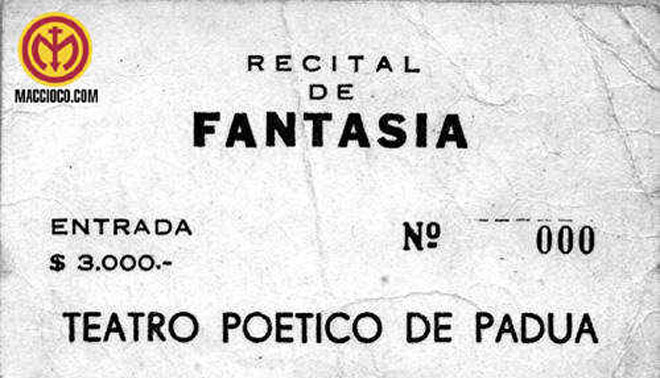 MACCIOCO.COM
RECITAL
DE
FANTASIA
ENTRADA
$ 3.000.-
Nº 000
TEATRO POETICO DE PADUA